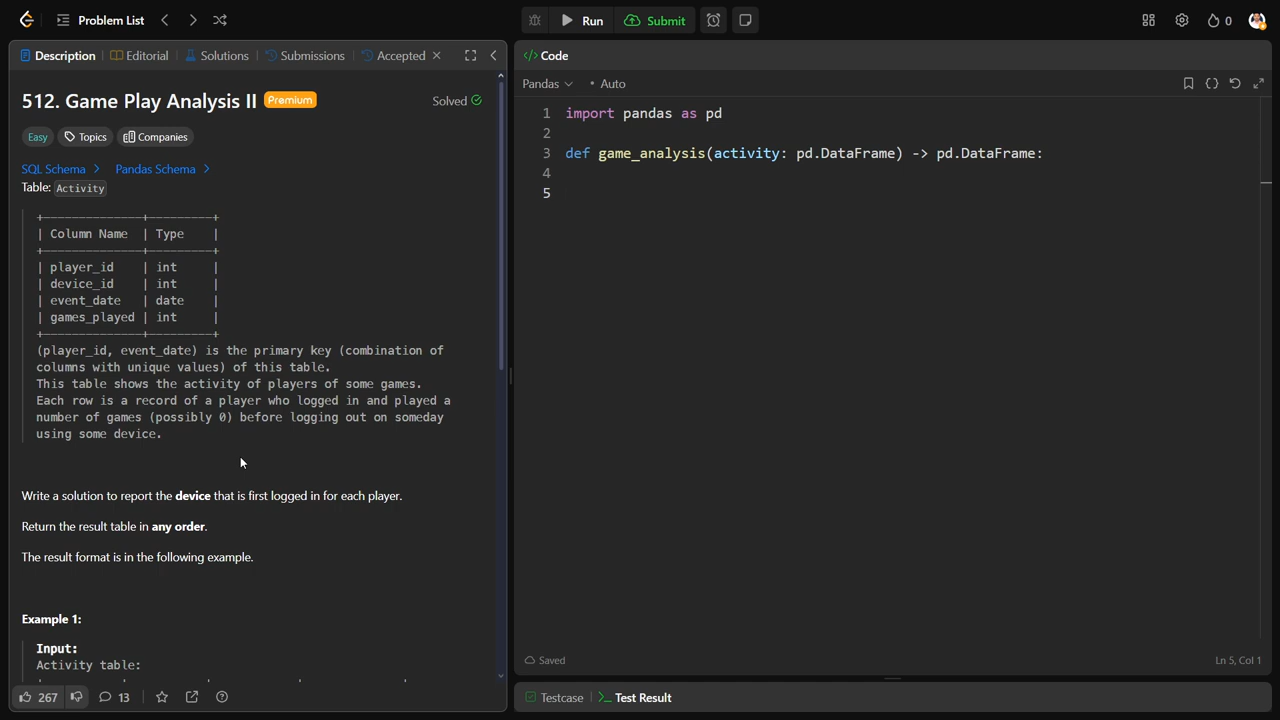 Problem List
Run
Submit
0
Description
Editorial
Solutions
Submissions
Accepted
512. Game Play Analysis II
Premium
Solved
Easy
Topics
Companies
SQL Schema >
Pandas Schema >
Table: Activity
+--------------+---------+
| Column Name | Type |
+--------------+---------+
| player_id | int |
| device_id | int |
| event_date | date |
| games_played | int |
+--------------+---------+
(player_id, event_date) is the primary key (combination of
columns with unique values) of this table.
This table shows the activity of players of some games.
Each row is a record of a player who logged in and played a
number of games (possibly 0) before logging out on someday
using some device.
Write a solution to report the device that is first logged in for each player.
Return the result table in any order.
The result format is in the following example.
Example 1:
Input:
Activity table:
267
13
</> Code
Pandas
• Auto
1 import pandas as pd
2
3 def game_analysis(activity: pd.DataFrame) -> pd.DataFrame:
4
5
Saved
Ln 5, Col 1
Testcase
>_ Test Result